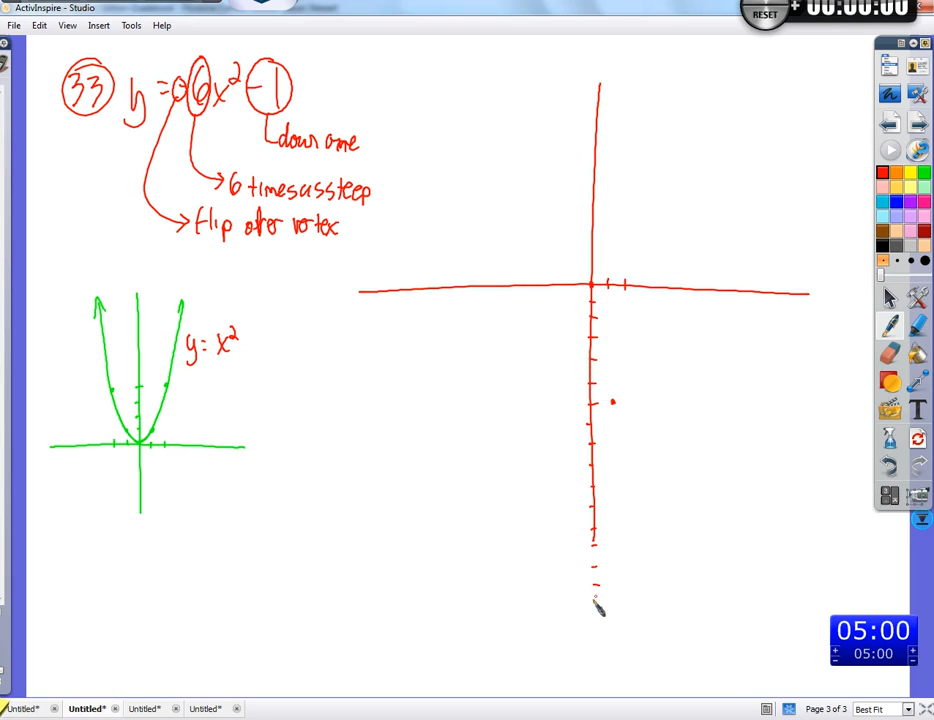 ActivInspire - Studio
RESET
00:00:00
File Edit View Insert Tools Help
33 y = -6x² -1
down one
6 times as steep
flip over vertex
y = x²
T
05:00
05:00
Untitled* Untitled* Untitled* Untitled*
Page 3 of 3 Best Fit